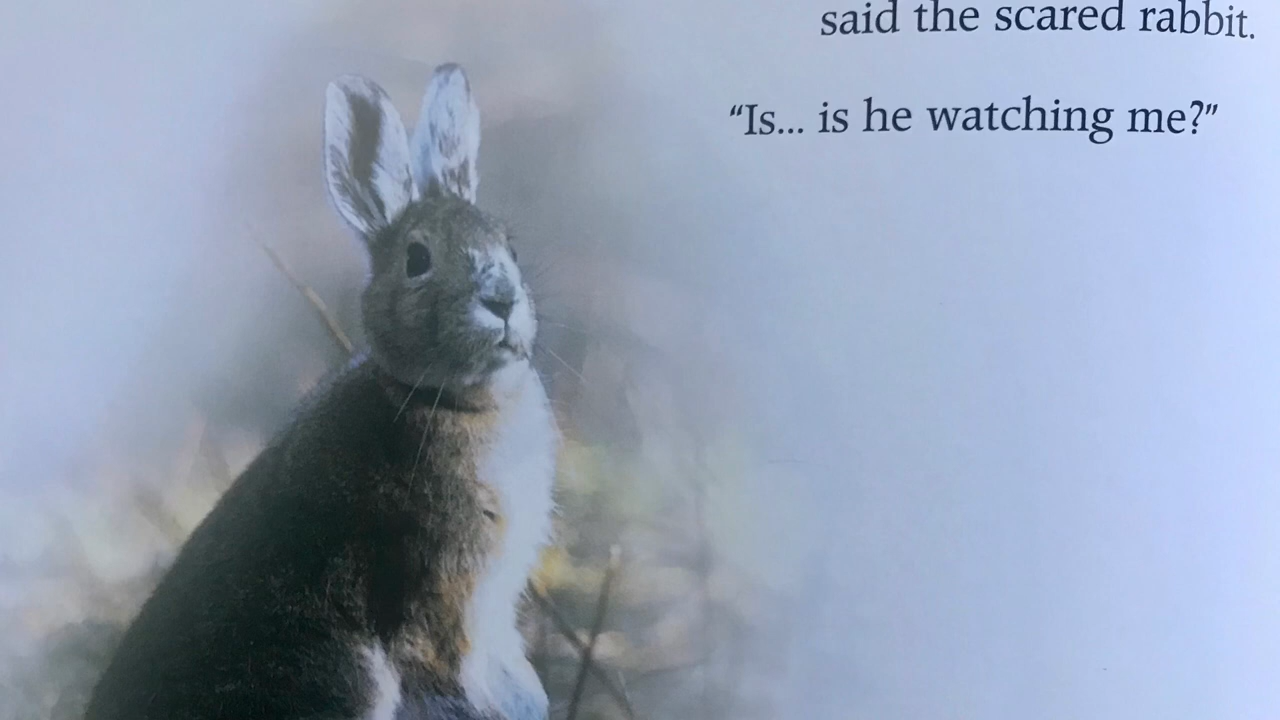 said the scared rabbit.
“Is... is he watching me?”